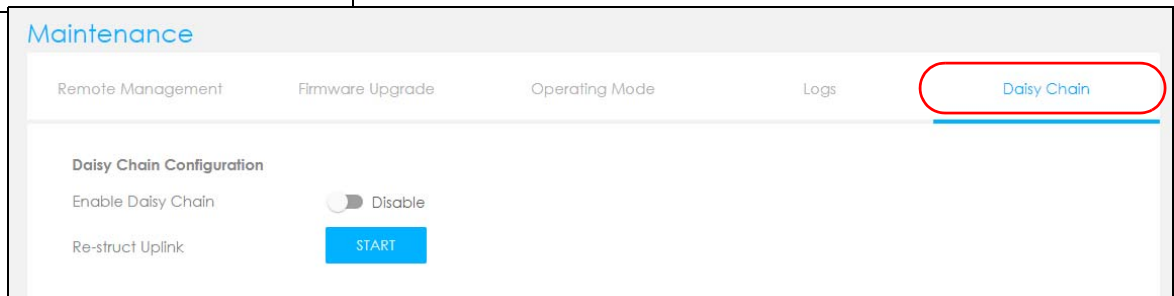 Maintenance
Remote Management Firmware Upgrade Operating Mode Logs Daisy Chain
Daisy Chain Configuration
Enable Daisy Chain Disable
Re-struct Uplink START